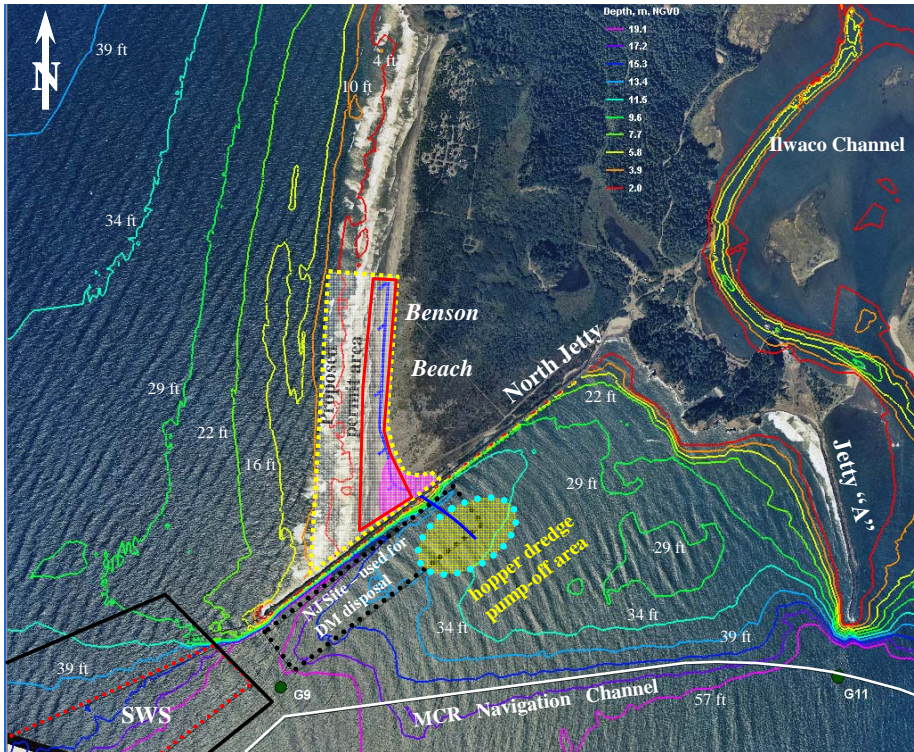 39 ft
4 ft
10 ft
N
Depth, m, NGVD
19.1
17.2
15.3
13.4
11.5
9.6
7.7
5.8
3.9
2.0
Ilwaco Channel
34 ft
Benson
Beach
Proposed
permit area
North Jetty
29 ft
22 ft
16 ft
22 ft
29 ft
29 ft
Jetty “A”
hopper dredge
pump-off area
NJ Site – used for
DM disposal
34 ft
34 ft
39 ft
39 ft
SWS
G9
MCR Navigation Channel
57 ft
G11